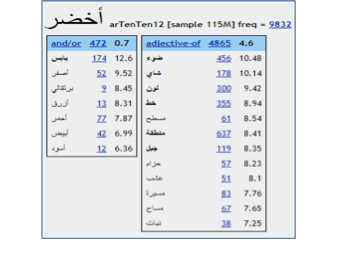 أخضر arTenTen12 [sample 115M] freq = 9832
and/or 472 0.7
يابس 174 12.6
أصفر 52 9.52
برتقالي 9 8.45
أزرق 13 8.31
أحمر 77 7.87
أبيض 42 6.99
أسود 12 6.36
adjective-of 4865 4.6
ضوء 456 10.48
شاي 178 10.14
لون 300 9.42
خط 355 8.94
مسطح 61 8.54
منطقة 637 8.41
جبل 119 8.35
حزام 57 8.23
عشب 51 8.1
مسيرة 83 7.76
مساح 67 7.65
نبات 38 7.25